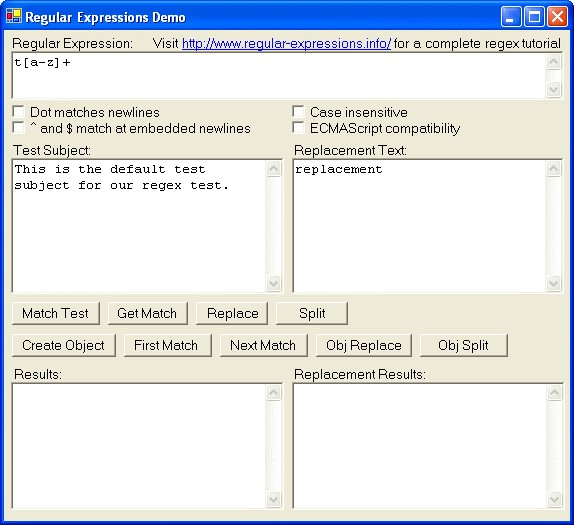 Regular Expressions Demo
Regular Expression: Visit http://www.regular-expressions.info/ for a complete regex tutorial
t[a-z]+
Dot matches newlines Case insensitive
^ and $ match at embedded newlines ECMAScript compatibility
Test Subject: Replacement Text:
This is the default test replacement
subject for our regex test.
Match Test Get Match Replace Split
Create Object First Match Next Match Obj Replace Obj Split
Results: Replacement Results: